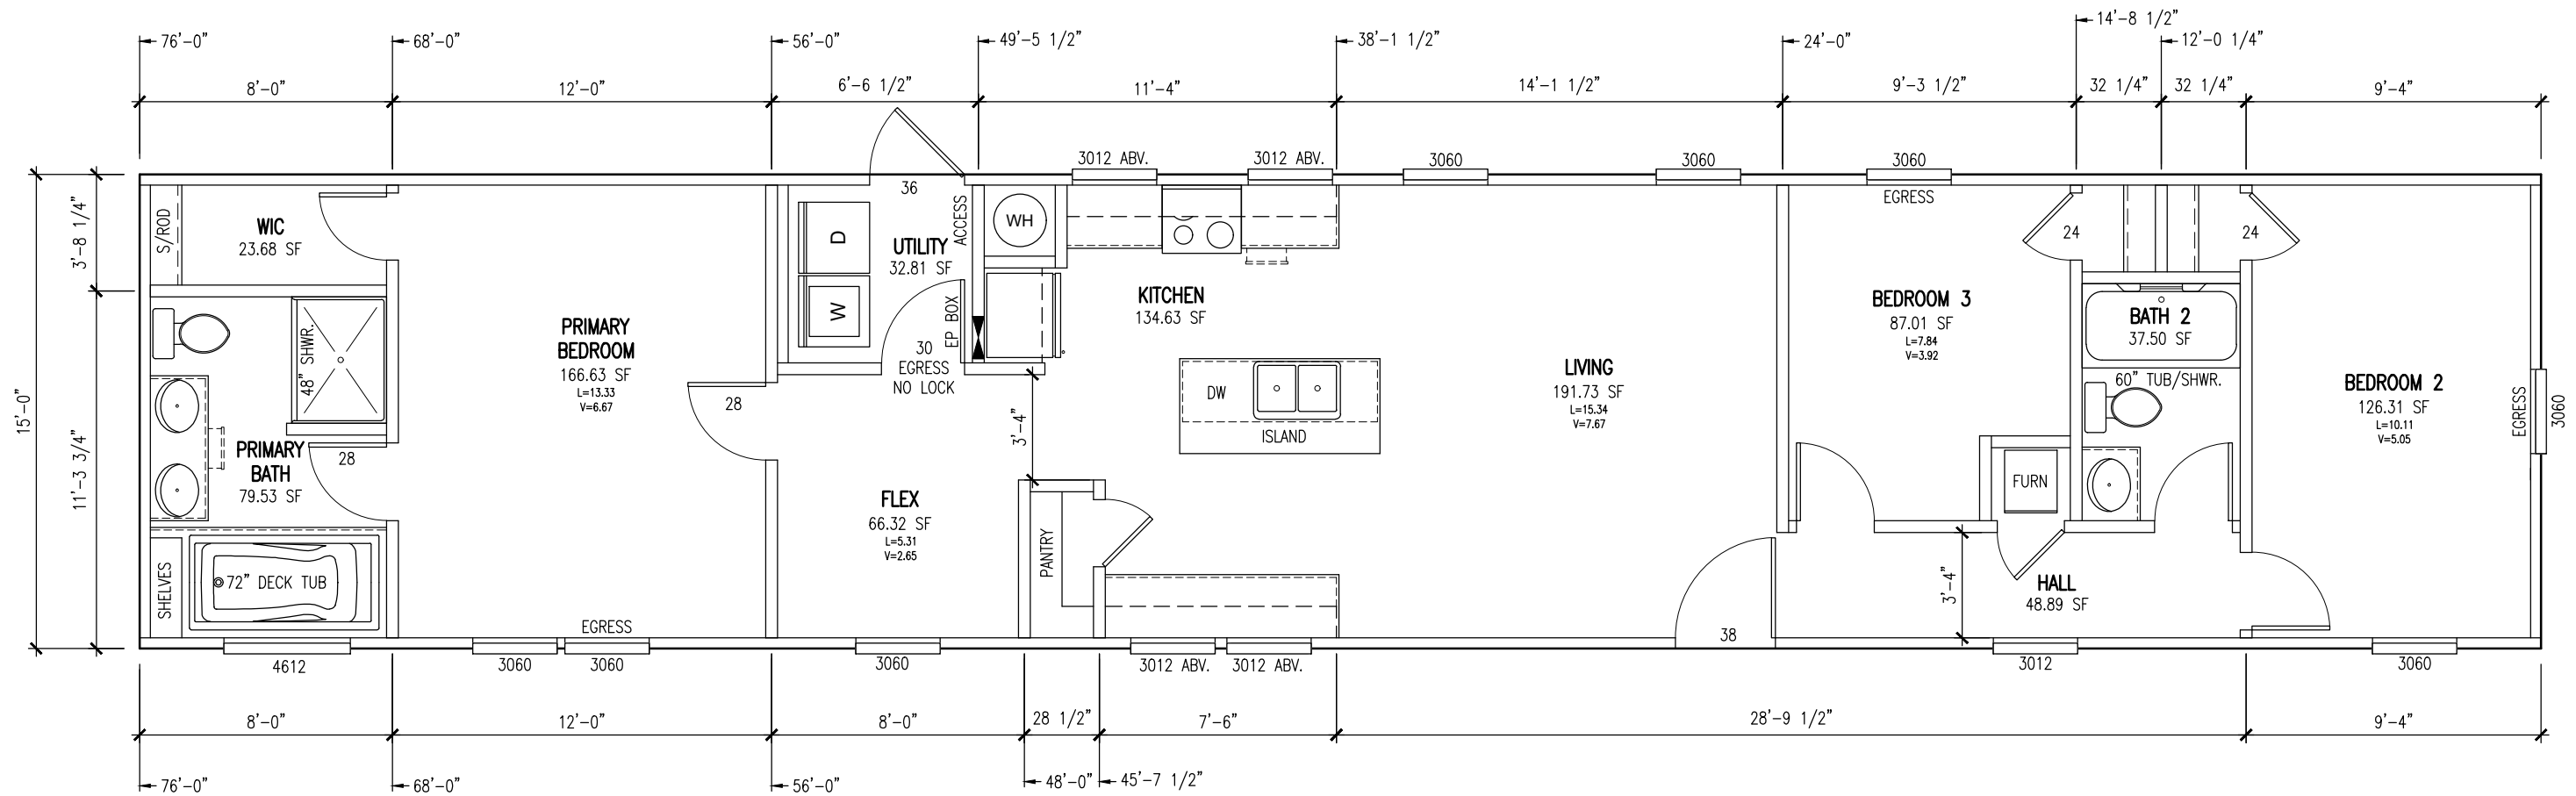 14'-8 1/2"
76'-0"
68'-0"
56'-0"
49'-5 1/2"
38'-1 1/2"
24'-0"
12'-0 1/4"
8'-0"
12'-0"
6'-6 1/2"
11'-4"
14'-1 1/2"
9'-3 1/2"
32 1/4"
32 1/4"
9'-4"
3012 ABV.
3012 ABV.
3060
3060
3060
EGRESS
15'-0"
3'-8 1/4"
11'-3 3/4"
S/ROD
WIC
23.68 SF
48" SHWR.
PRIMARY
BATH
79.53 SF
28
SHELVES
72" DECK TUB
PRIMARY
BEDROOM
166.63 SF
L=13.33
V=6.67
28
EGRESS
36
D
W
UTILITY
32.81 SF
ACCESS
EP BOX
30
EGRESS
NO LOCK
WH
FLEX
66.32 SF
L=5.31
V=2.65
3'-4"
PANTRY
KITCHEN
134.63 SF
DW
ISLAND
LIVING
191.73 SF
L=15.34
V=7.67
38
BEDROOM 3
87.01 SF
L=7.84
V=3.92
24
24
BATH 2
37.50 SF
60" TUB/SHWR.
FURN
3'-4"
HALL
48.89 SF
BEDROOM 2
126.31 SF
L=10.11
V=5.05
EGRESS
3060
4612
3060
3060
3060
3012 ABV.
3012 ABV.
3012
3060
8'-0"
12'-0"
8'-0"
28 1/2"
7'-6"
28'-9 1/2"
9'-4"
76'-0"
68'-0"
56'-0"
48'-0"
45'-7 1/2"